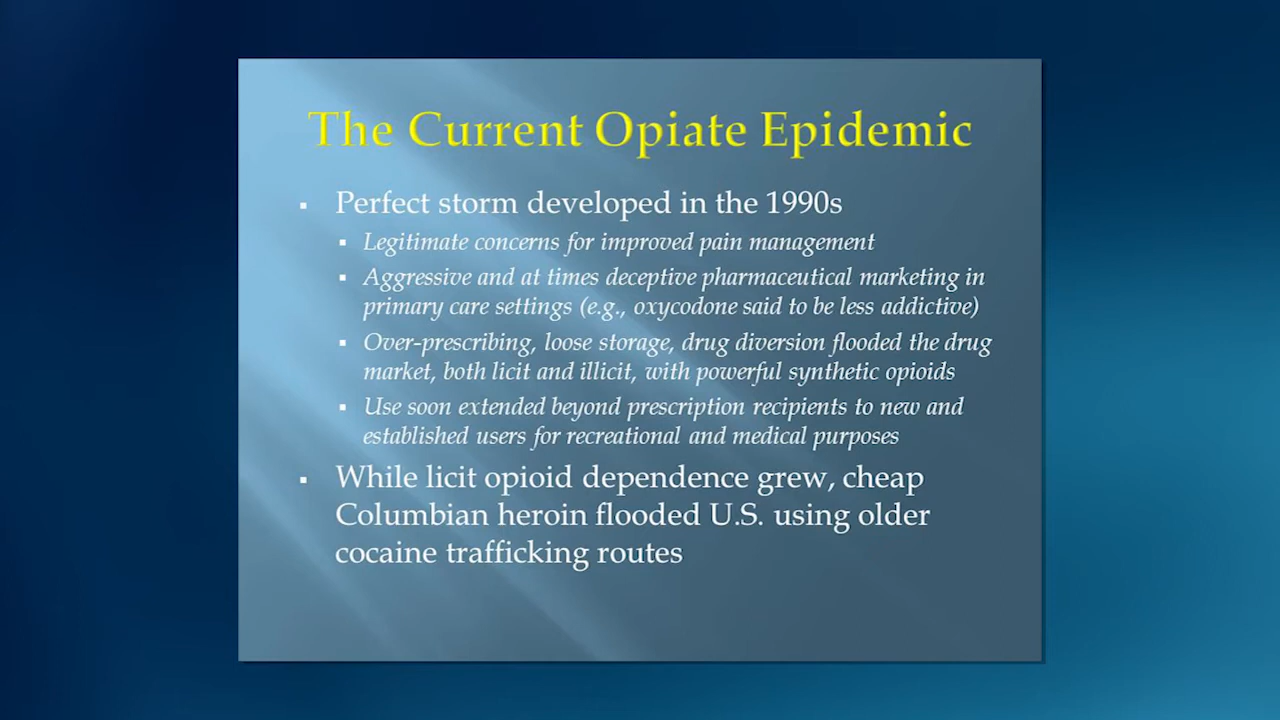 The Current Opiate Epidemic
▪ Perfect storm developed in the 1990s
▪ Legitimate concerns for improved pain management
▪ Aggressive and at times deceptive pharmaceutical marketing in
primary care settings (e.g., oxycodone said to be less addictive)
▪ Over-prescribing, loose storage, drug diversion flooded the drug
market, both licit and illicit, with powerful synthetic opioids
▪ Use soon extended beyond prescription recipients to new and
established users for recreational and medical purposes
▪ While licit opioid dependence grew, cheap
Columbian heroin flooded U.S. using older
cocaine trafficking routes